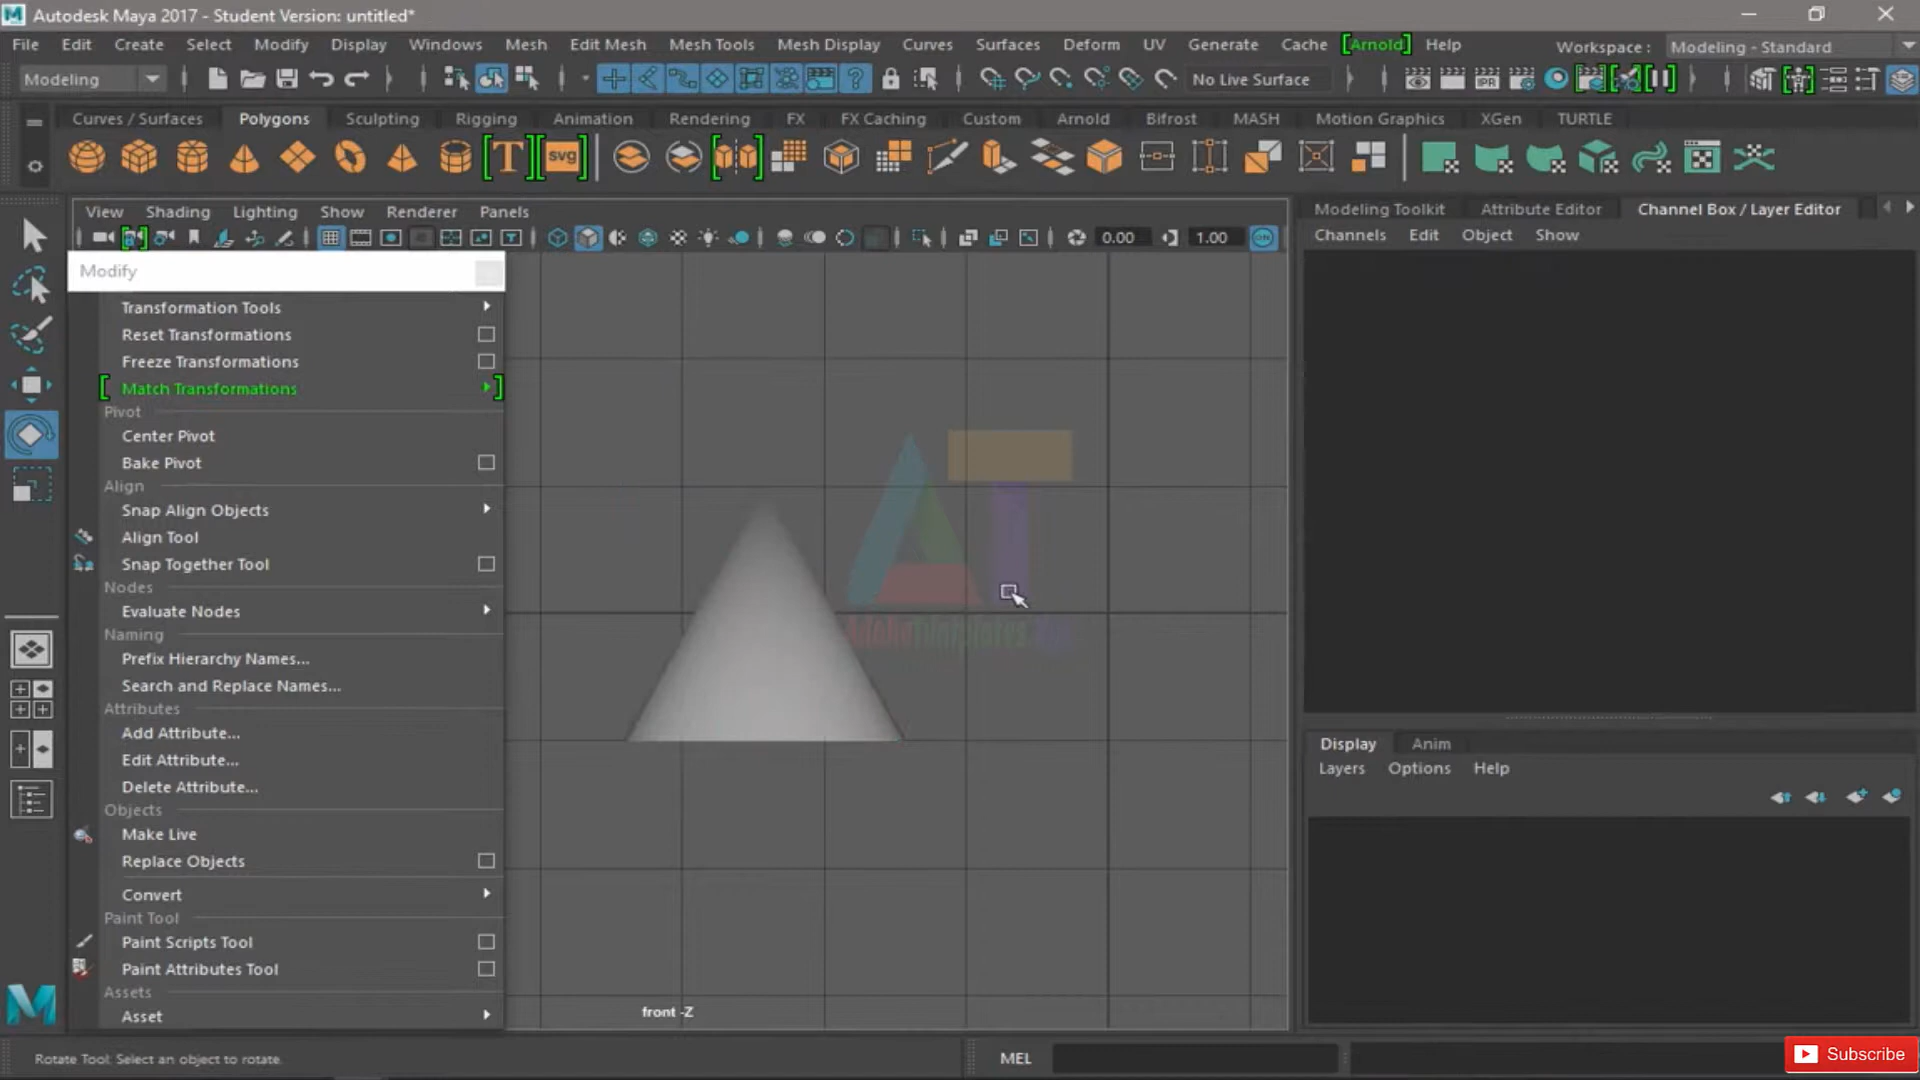 Autodesk Maya 2017 - Student Version: untitled*
File Edit Create Select Modify Display Windows Mesh Edit Mesh Mesh Tools Mesh Display Curves Surfaces Deform UV Generate Cache [Arnold] Help Workspace : Modeling - Standard
Modeling No Live Surface IPR
Curves / Surfaces Polygons Sculpting Rigging Animation Rendering FX FX Caching Custom Arnold Bifrost MASH Motion Graphics XGen TURTLE
T svg
View Shading Lighting Show Renderer Panels
Modeling Toolkit Attribute Editor Channel Box / Layer Editor
0.00 1.00 ON
Channels Edit Object Show
Modify
Transformation Tools
Reset Transformations
Freeze Transformations
Match Transformations
Pivot
Center Pivot
Bake Pivot
Align
Snap Align Objects
Align Tool
Snap Together Tool
Nodes
Evaluate Nodes
Naming
Prefix Hierarchy Names...
Search and Replace Names...
Attributes
Add Attribute...
Edit Attribute...
Delete Attribute...
Objects
Make Live
Replace Objects
Convert
Paint Tool
Paint Scripts Tool
Paint Attributes Tool
Assets
Asset
AT
front -Z
Display Anim
Layers Options Help
M
Rotate Tool: Select an object to rotate.
MEL
Subscribe